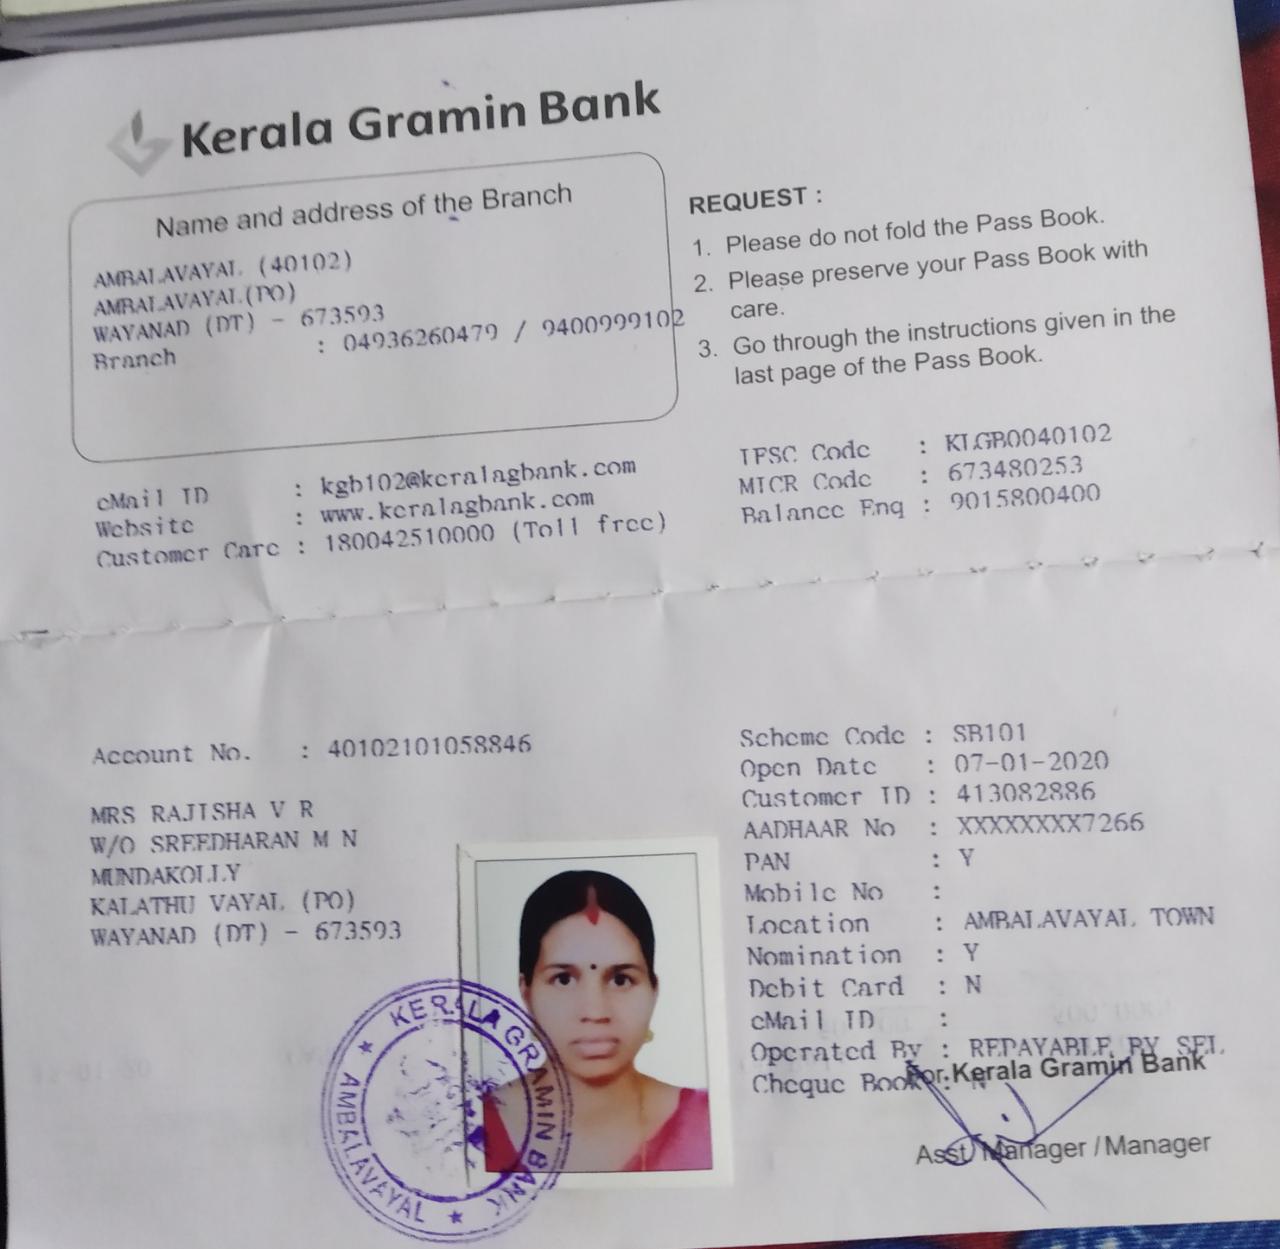 Kerala Gramin Bank
Name and address of the Branch
AMBALAVAYAL (40102)
AMBALAVAYAL(PO)
WAYANAD (DT) - 673593
Branch : 04936260479 / 9400999102
REQUEST :
1. Please do not fold the Pass Book.
2. Please preserve your Pass Book with
care.
3. Go through the instructions given in the
last page of the Pass Book.
eMail ID : kgb102@keralagbank.com
Website : www.keralagbank.com
Customer Care : 180042510000 (Toll free)
IFSC Code : KLGB0040102
MICR Code : 673480253
Balance Enq : 9015800400
Account No. : 40102101058846
MRS RAJISHA V R
W/O SREEDHARAN M N
MUNDAKOLLY
KALATHU VAYAL (PO)
WAYANAD (DT) - 673593
Scheme Code : SB101
Open Date : 07-01-2020
Customer ID : 413082886
AADHAAR No : XXXXXXXX7266
PAN : Y
Mobile No :
Location : AMBALAVAYAL TOWN
Nomination : Y
Debit Card : N
eMail ID :
Operated By : REPAYABLE BY SEL
Cheque Book : N
For Kerala Gramin Bank
Asst Manager / Manager
KERALA GRAMIN BANK
★ AMBALAVAYAL ★